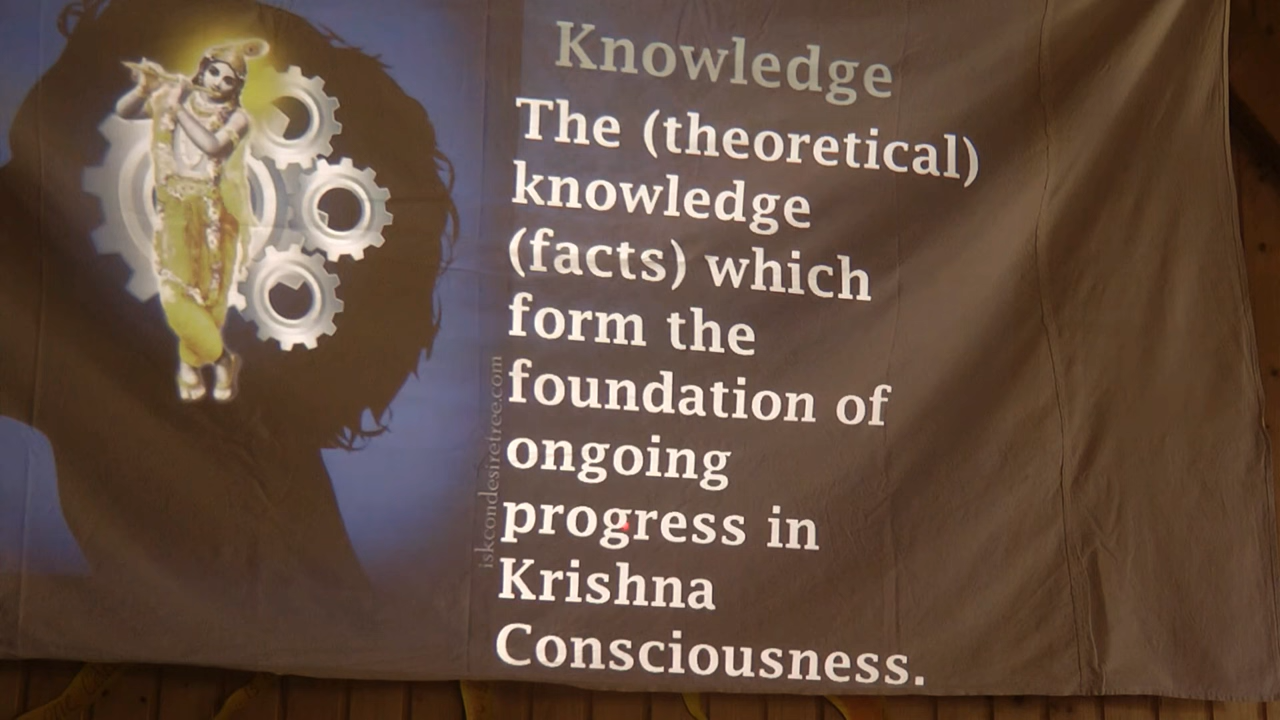 Knowledge
The (theoretical)
knowledge
(facts) which
form the
foundation of
ongoing
progress in
Krishna
Consciousness.
iskcondesiretree.com